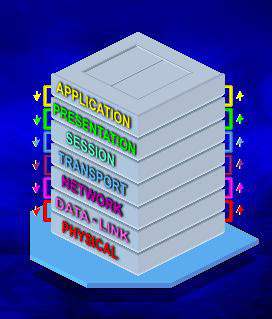 APPLICATION
PRESENTATION
SESSION
TRANSPORT
NETWORK
DATA - LINK
PHYSICAL